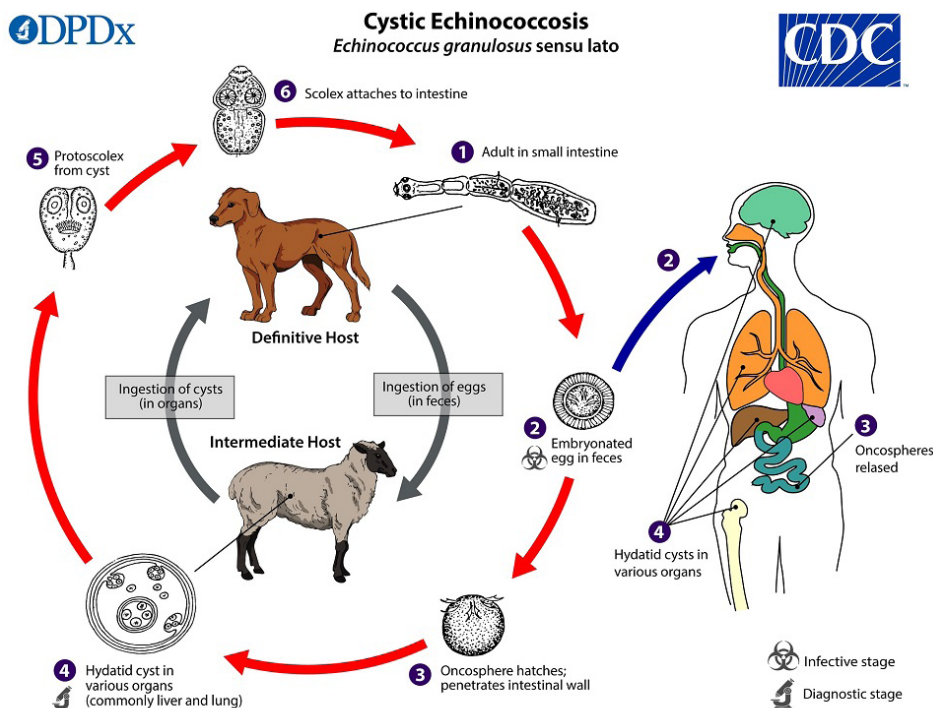 DPDx
Cystic Echinococcosis
Echinococcus granulosus sensu lato
CDC
TM
6 Scolex attaches to intestine
1 Adult in small intestine
5 Protoscolex
from cyst
2
Definitive Host
Ingestion of cysts
(in organs)
Ingestion of eggs
(in feces)
Intermediate Host
2 Embryonated
egg in feces
3 Oncospheres
relased
4
Hydatid cysts in
various organs
4 Hydatid cyst in
various organs
(commonly liver and lung)
3 Oncosphere hatches;
penetrates intestinal wall
Infective stage
Diagnostic stage